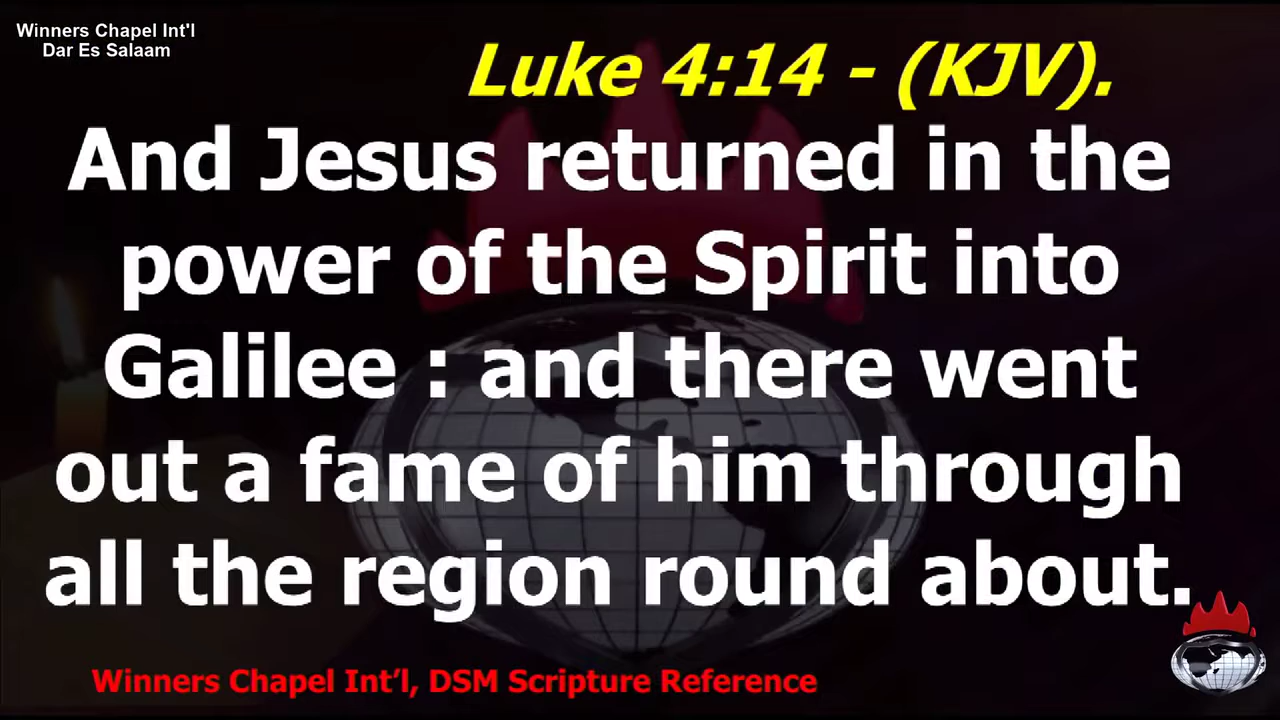 Winners Chapel Int'l
Dar Es Salaam
Luke 4:14 - (KJV).
And Jesus returned in the
power of the Spirit into
Galilee : and there went
out a fame of him through
all the region round about.
Winners Chapel Int’l, DSM Scripture Reference